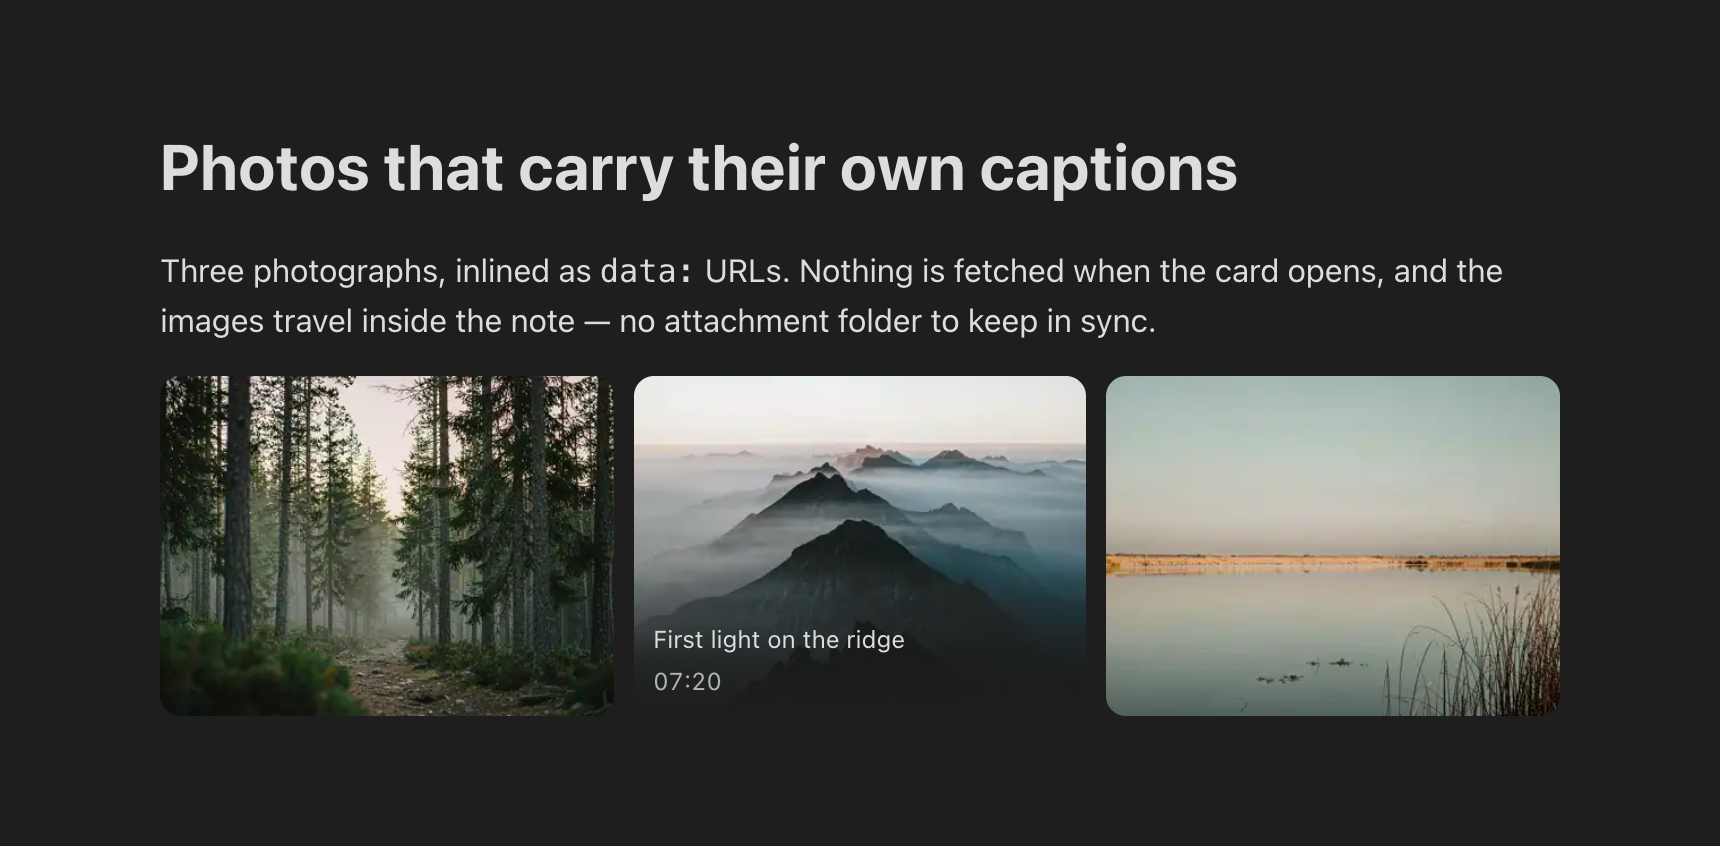 Photos that carry their own captions
Three photographs, inlined as data: URLs. Nothing is fetched when the card opens, and the
images travel inside the note — no attachment folder to keep in sync.
First light on the ridge
07:20